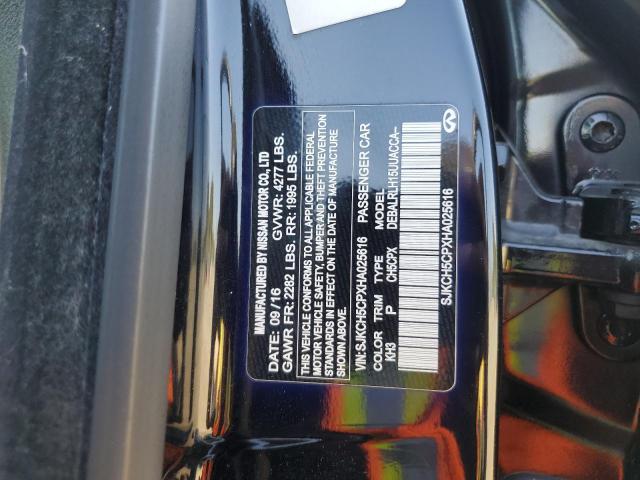 MANUFACTURED BY NISSAN MOTOR CO., LTD
DATE: 09/16 GVWR: 4277 LBS.
GAWR FR: 2282 LBS. RR: 1995 LBS.
THIS VEHICLE CONFORMS TO ALL APPLICABLE FEDERAL
MOTOR VEHICLE SAFETY, BUMPER AND THEFT PREVENTION
STANDARDS IN EFFECT ON THE DATE OF MANUFACTURE
SHOWN ABOVE.
VIN: SJKCH5CPXHA025616 PASSENGER CAR
COLOR TRIM TYPE MODEL
KH3 P CH5CPX DEBALRLH15UUACCA--
SJKCH5CPXHA025616